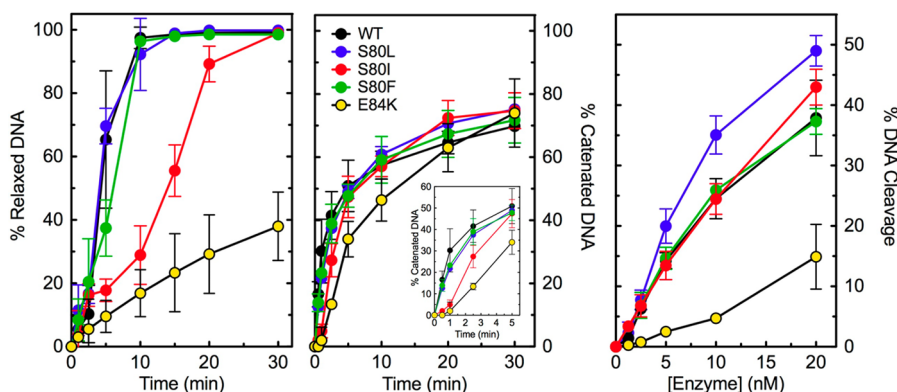 % Relaxed DNA
100
80
60
40
20
0
0 10 20 30
Time (min)
WT
S80L
S80I
S80F
E84K
100
80
60
40
20
0
% Catenated DNA
0 10 20 30
Time (min)
% Catenated DNA
60
50
40
30
20
10
0
0 1 2 3 4 5
Time (min)
50
40
30
20
10
0
% DNA Cleavage
0 5 10 15 20
[Enzyme] (nM)